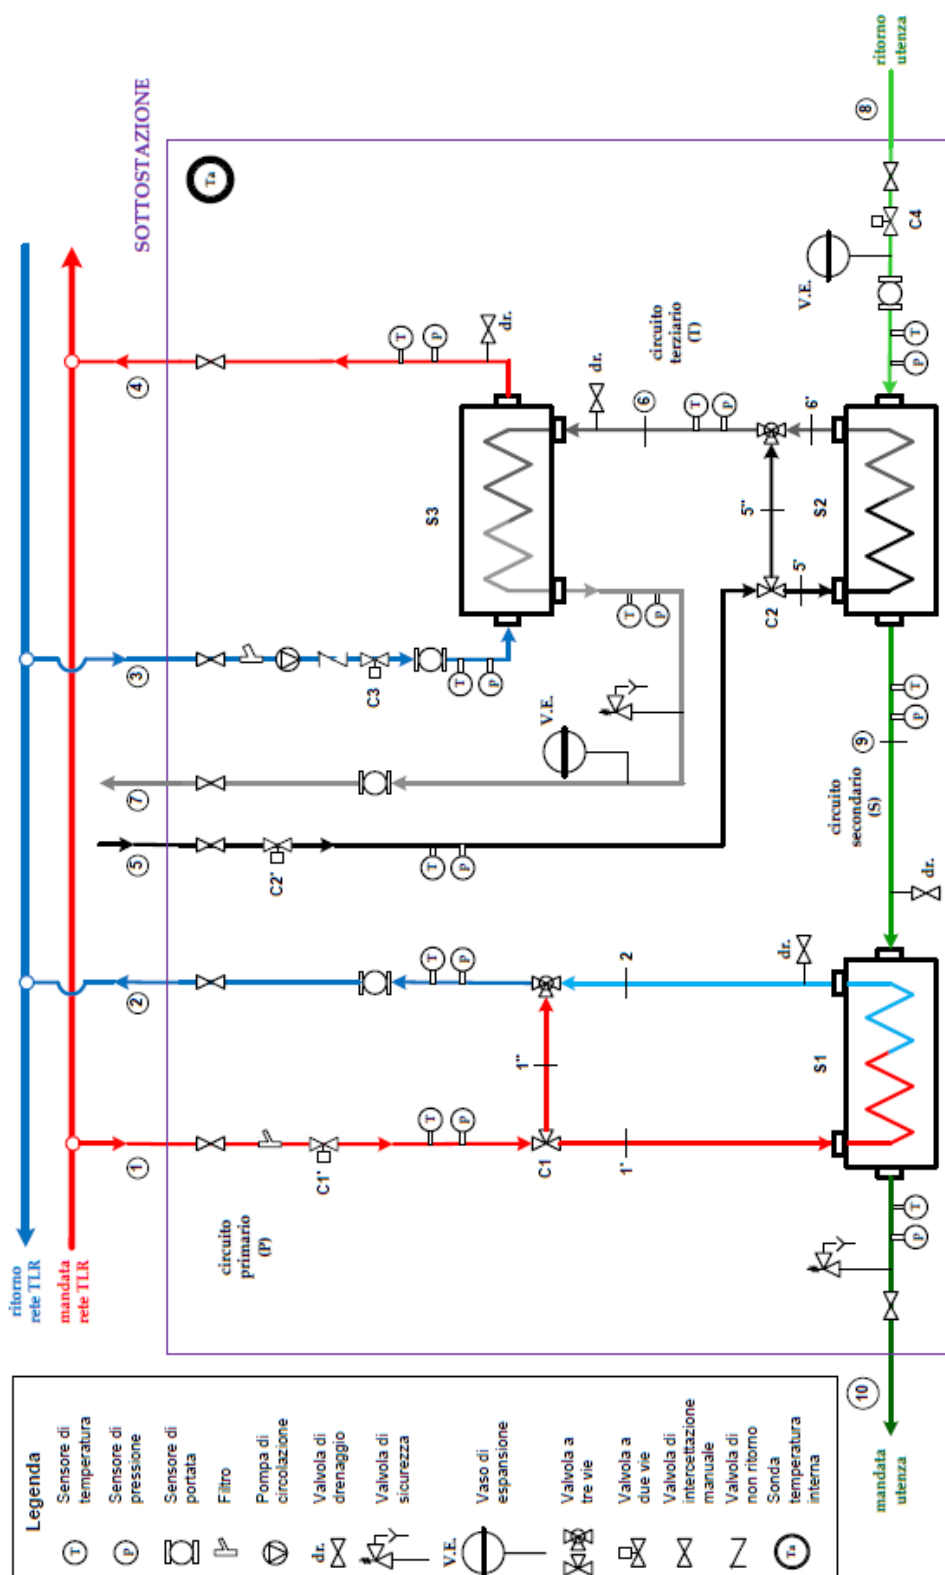 ritorno
rete TLR
mandata
rete TLR
SOTTOSTAZIONE
Ta
1
2
5
7
3
4
circuito
primario
(P)
C1'
T
P
C1
1''
1'
T
P
2
dr.
S1
C2'
T
P
V.E.
C3
T
P
T
P
S3
T
P
dr.
dr.
6
circuito
terziario
(T)
T
P
C2
5''
5'
6'
S2
V.E.
C4
8
ritorno
utenza
P
T
P
T
9
circuito
secondario
(S)
dr.
P
T
10
mandata
utenza
Legenda
T
Sensore di
temperatura
P
Sensore di
pressione
Sensore di
portata
Filtro
Pompa di
circolazione
dr.
Valvola di
drenaggio
Valvola di
sicurezza
V.E.
Vaso di
espansione
Valvola a
tre vie
Valvola a
due vie
Valvola di
intercettazione
manuale
Valvola di
non ritorno
Ta
Sonda
temperatura
interna